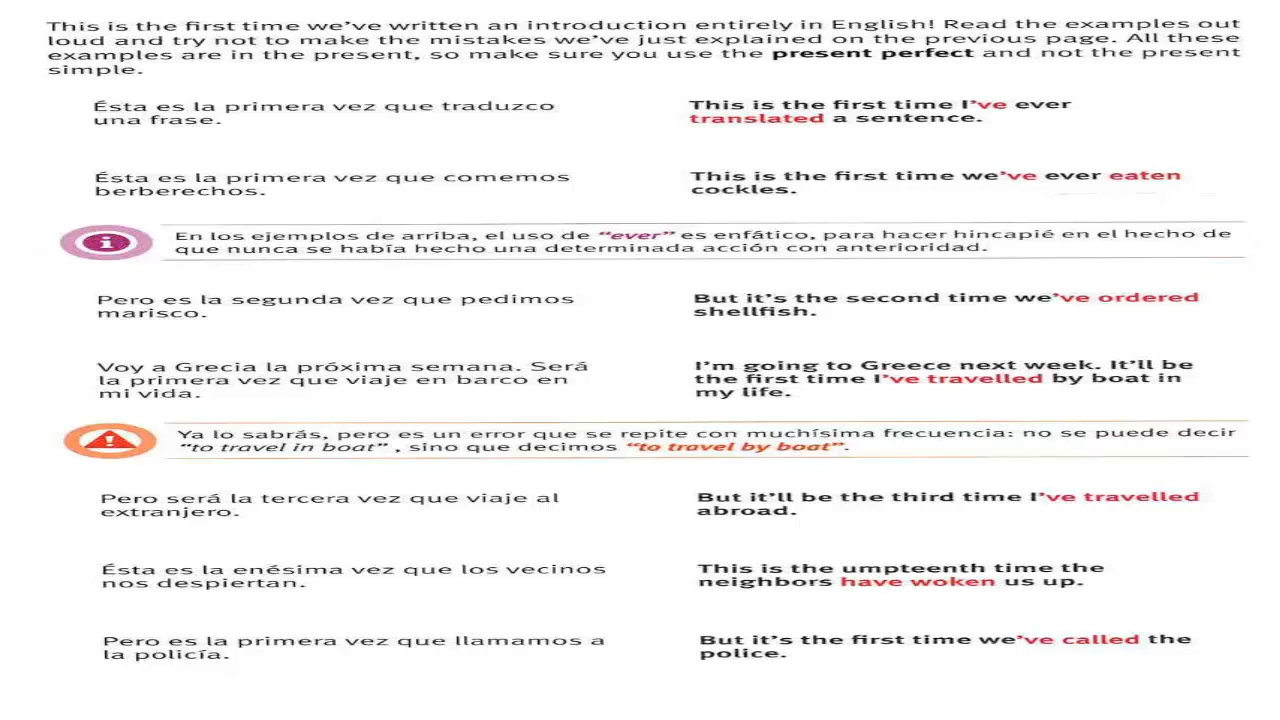 This is the first time we've written an introduction entirely in English! Read the examples out
loud and try not to make the mistakes we've just explained on the previous page. All these
examples are in the present, so make sure you use the present perfect and not the present
simple.
Ésta es la primera vez que traduzco
una frase.
This is the first time I've ever
translated a sentence.
Ésta es la primera vez que comemos
berberechos.
This is the first time we've ever eaten
cockles.
En los ejemplos de arriba, el uso de "ever" es enfático, para hacer hincapié en el hecho de
que nunca se había hecho una determinada acción con anterioridad.
Pero es la segunda vez que pedimos
marisco.
But it's the second time we've ordered
shellfish.
Voy a Grecia la próxima semana. Será
la primera vez que viaje en barco en
mi vida.
I'm going to Greece next week. It'll be
the first time I've travelled by boat in
my life.
Ya lo sabrás, pero es un error que se repite con muchísima frecuencia: no se puede decir
"to travel in boat" , sino que decimos "to travel by boat".
Pero será la tercera vez que viaje al
extranjero.
But it'll be the third time I've travelled
abroad.
Ésta es la enésima vez que los vecinos
nos despiertan.
This is the umpteenth time the
neighbors have woken us up.
Pero es la primera vez que llamamos a
la policía.
But it's the first time we've called the
police.